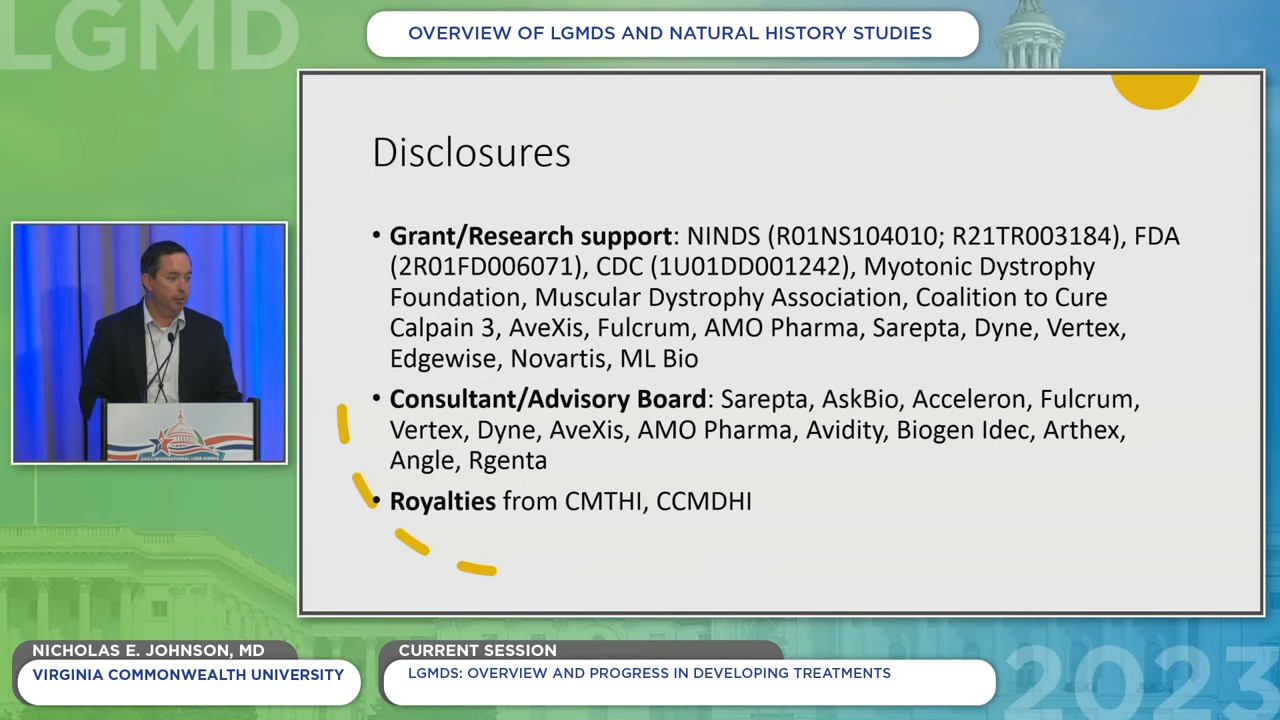 LGMD
OVERVIEW OF LGMDS AND NATURAL HISTORY STUDIES
Disclosures
• Grant/Research support: NINDS (R01NS104010; R21TR003184), FDA
(2R01FD006071), CDC (1U01DD001242), Myotonic Dystrophy
Foundation, Muscular Dystrophy Association, Coalition to Cure
Calpain 3, AveXis, Fulcrum, AMO Pharma, Sarepta, Dyne, Vertex,
Edgewise, Novartis, ML Bio
• Consultant/Advisory Board: Sarepta, AskBio, Acceleron, Fulcrum,
Vertex, Dyne, AveXis, AMO Pharma, Avidity, Biogen Idec, Arthex,
Angle, Rgenta
• Royalties from CMTHI, CCMDHI
2023 INTERNATIONAL LIMB GIRDLE
NICHOLAS E. JOHNSON, MD
VIRGINIA COMMONWEALTH UNIVERSITY
CURRENT SESSION
LGMDS: OVERVIEW AND PROGRESS IN DEVELOPING TREATMENTS
2023